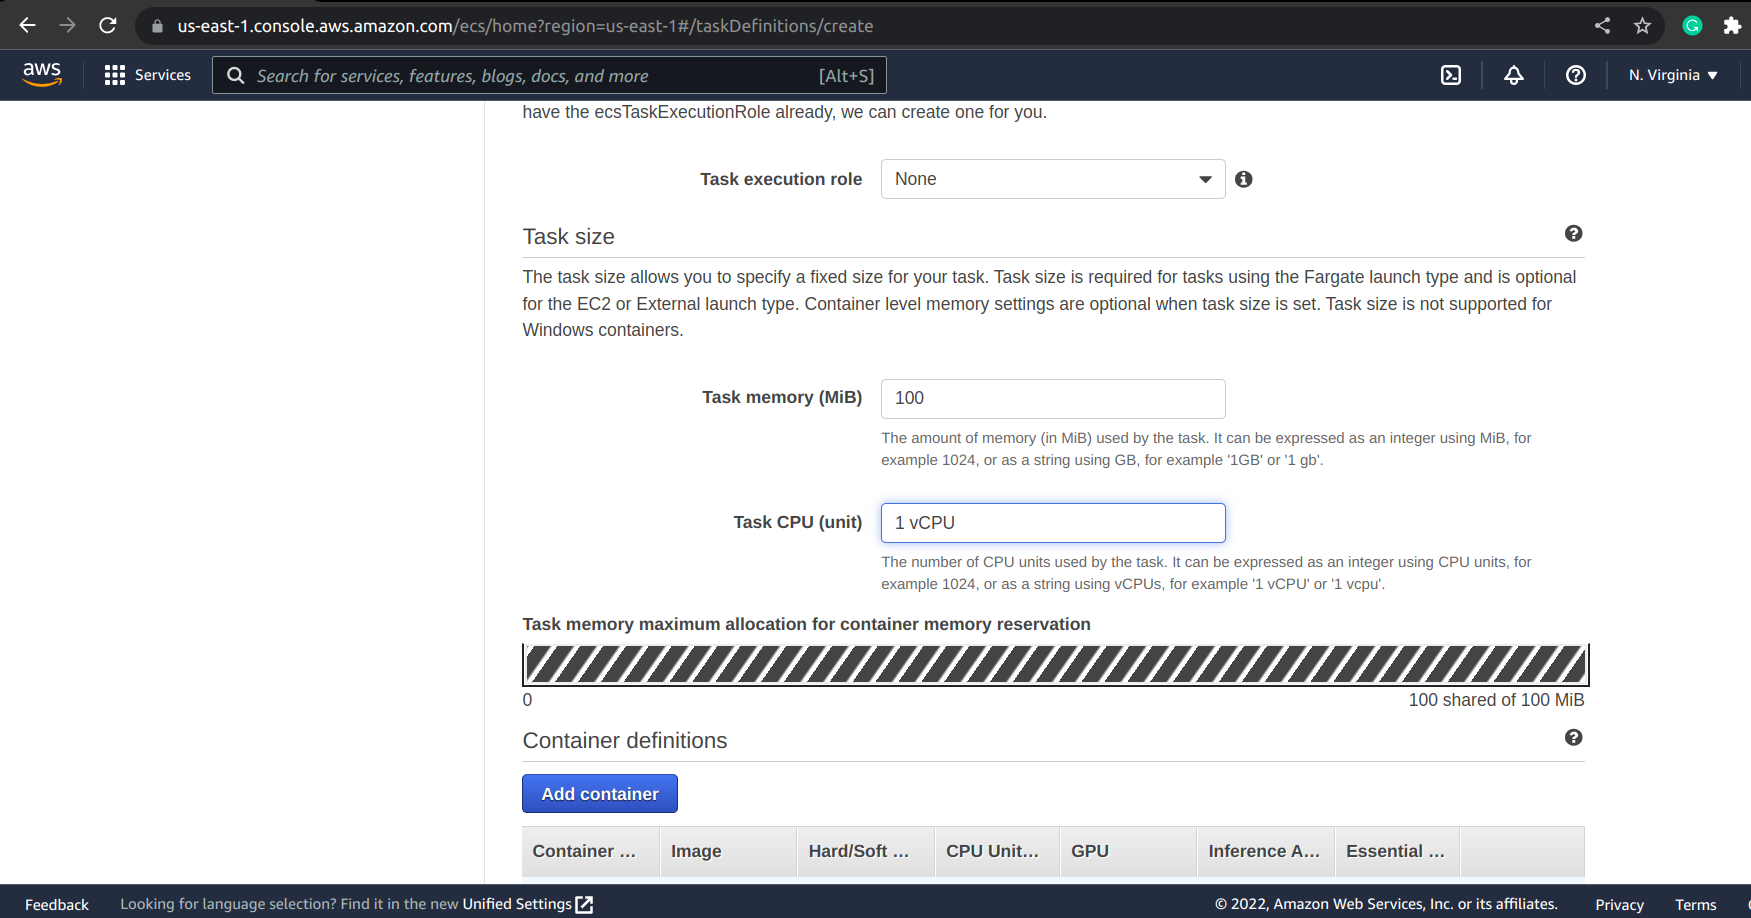 us-east-1.console.aws.amazon.com/ecs/home?region=us-east-1#/taskDefinitions/create
aws
Services
Search for services, features, blogs, docs, and more
[Alt+S]
N. Virginia
have the ecsTaskExecutionRole already, we can create one for you.
Task execution role
None
Task size
The task size allows you to specify a fixed size for your task. Task size is required for tasks using the Fargate launch type and is optional
for the EC2 or External launch type. Container level memory settings are optional when task size is set. Task size is not supported for
Windows containers.
Task memory (MiB)
100
The amount of memory (in MiB) used by the task. It can be expressed as an integer using MiB, for
example 1024, or as a string using GB, for example '1GB' or '1 gb'.
Task CPU (unit)
1 vCPU
The number of CPU units used by the task. It can be expressed as an integer using CPU units, for
example 1024, or as a string using vCPUs, for example '1 vCPU' or '1 vcpu'.
Task memory maximum allocation for container memory reservation
0
100 shared of 100 MiB
Container definitions
Add container
Container ...
Image
Hard/Soft ...
CPU Unit...
GPU
Inference A...
Essential ...
Feedback
Looking for language selection? Find it in the new Unified Settings
© 2022, Amazon Web Services, Inc. or its affiliates.
Privacy
Terms